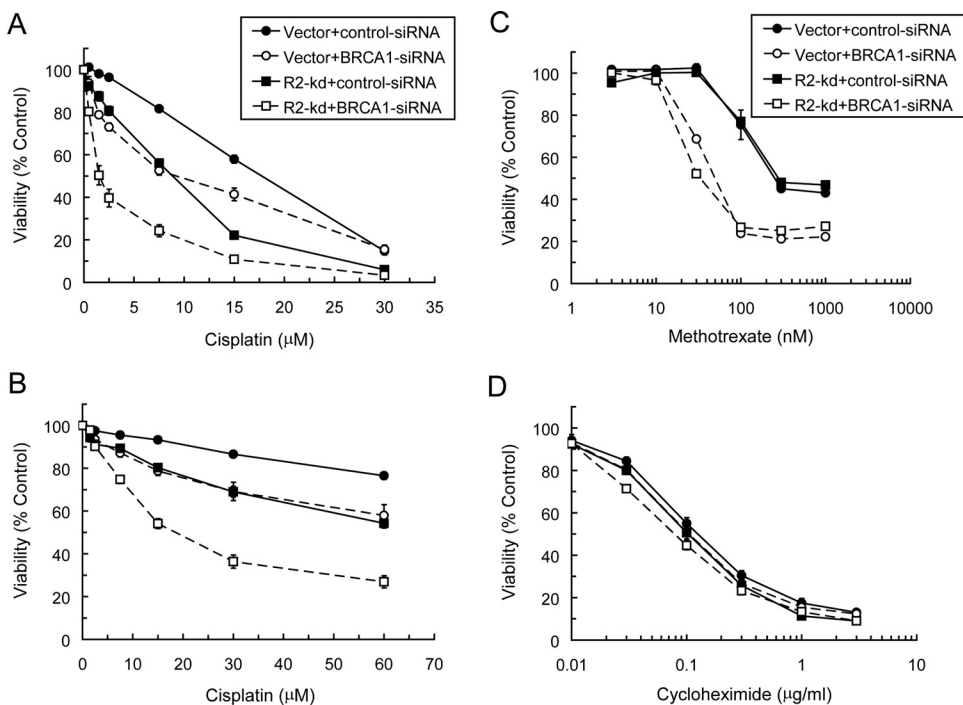 A
Vector+control-siRNA
Vector+BRCA1-siRNA
R2-kd+control-siRNA
R2-kd+BRCA1-siRNA
Viability (% Control)
100
80
60
40
20
0
0 5 10 15 20 25 30 35
Cisplatin (μM)
B
Viability (% Control)
100
80
60
40
20
0
0 10 20 30 40 50 60 70
Cisplatin (μM)
C
Vector+control-siRNA
Vector+BRCA1-siRNA
R2-kd+control-siRNA
R2-kd+BRCA1-siRNA
Viability (% Control)
100
80
60
40
20
0
1 10 100 1000 10000
Methotrexate (nM)
D
Viability (% Control)
100
80
60
40
20
0
0.01 0.1 1 10
Cycloheximide (μg/ml)